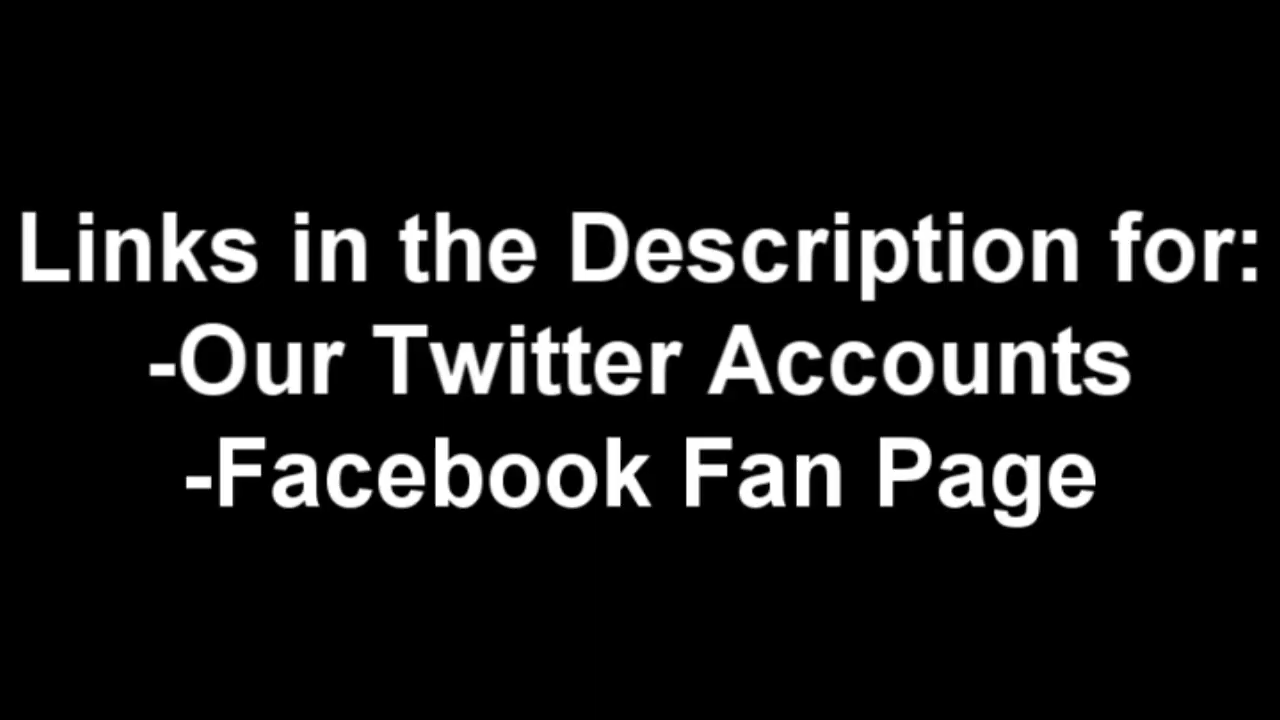 Links in the Description for:
-Our Twitter Accounts
-Facebook Fan Page